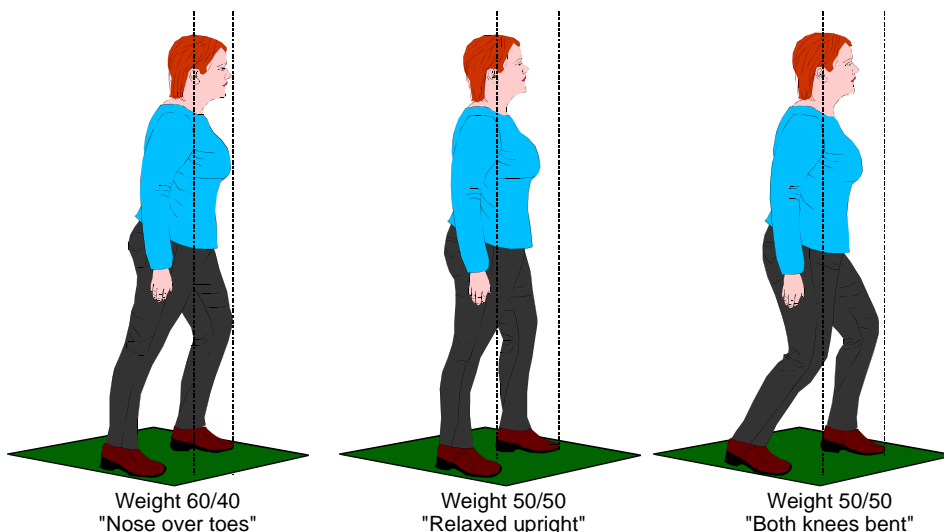 Weight 60/40
"Nose over toes"
Weight 50/50
"Relaxed upright"
Weight 50/50
"Both knees bent"